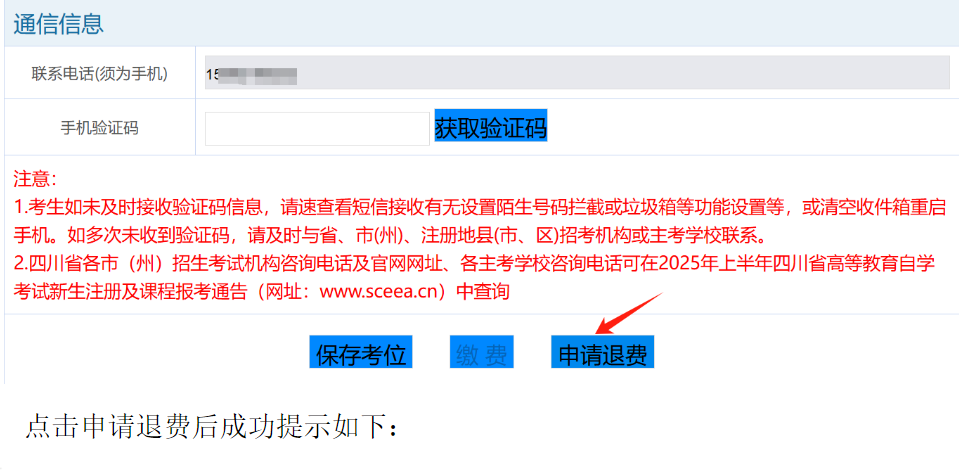 通信信息
联系电话(须为手机)
15
手机验证码
获取验证码
注意：
1.考生如未及时接收验证码信息，请速查看短信接收有无设置陌生号码拦截或垃圾箱等功能设置等，或清空收件箱重启
手机。如多次未收到验证码，请及时与省、市(州)、注册地县(市、区)招考机构或主考学校联系。
2.四川省各市（州）招生考试机构咨询电话及官网网址、各主考学校咨询电话可在2025年上半年四川省高等教育自学
考试新生注册及课程报考通告（网址：www.sceea.cn）中查询
保存考位
缴 费
申请退费
点击申请退费后成功提示如下：